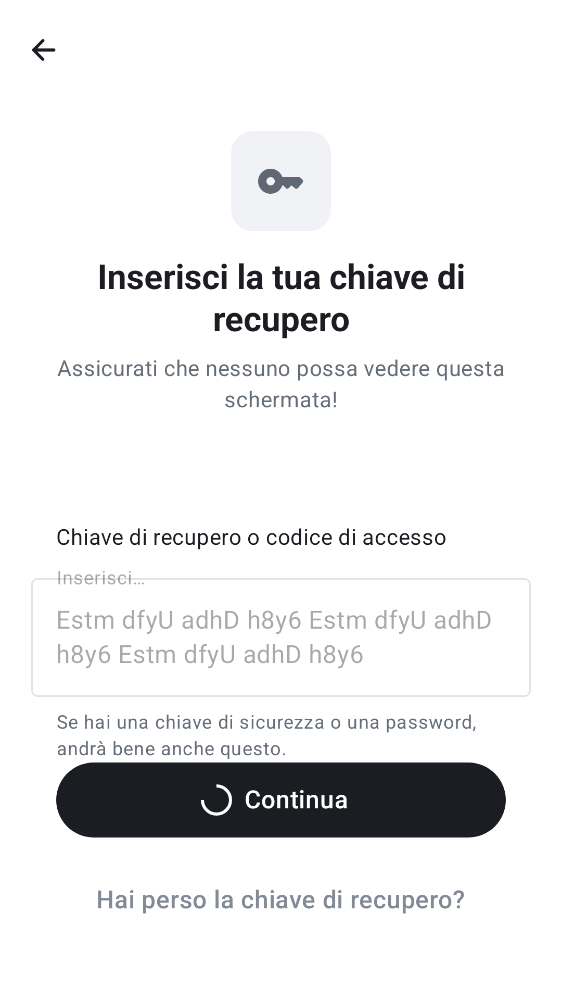 Inserisci la tua chiave di
recupero
Assicurati che nessuno possa vedere questa
schermata!
Chiave di recupero o codice di accesso
Inserisci…
Estm dfyU adhD h8y6 Estm dfyU adhD
h8y6 Estm dfyU adhD h8y6
Se hai una chiave di sicurezza o una password,
andrà bene anche questo.
Continua
Hai perso la chiave di recupero?